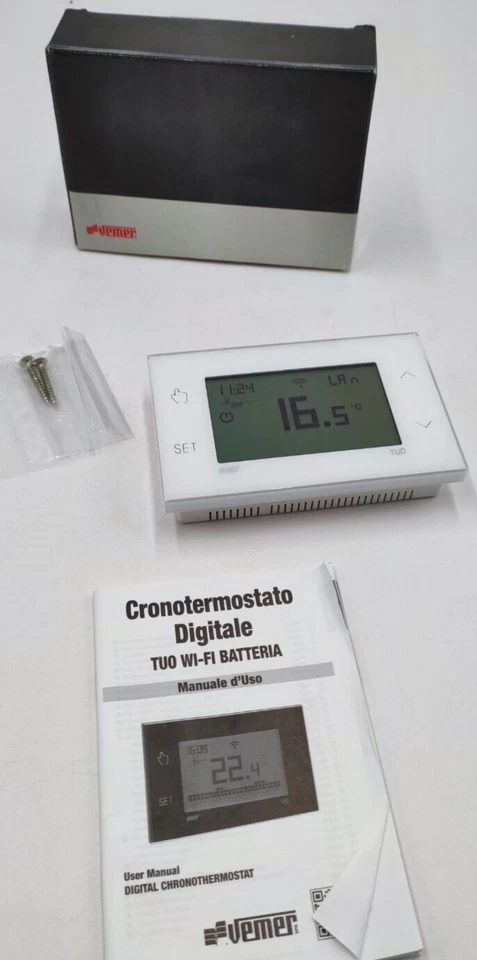 vemer
11:24
LAn
16.5 °C
SET
TUO
Cronotermostato
Digitale
TUO WI-FI BATTERIA
Manuale d'Uso
16:09
22.4
SET
User Manual
DIGITAL CHRONOTHERMOSTAT
vemer